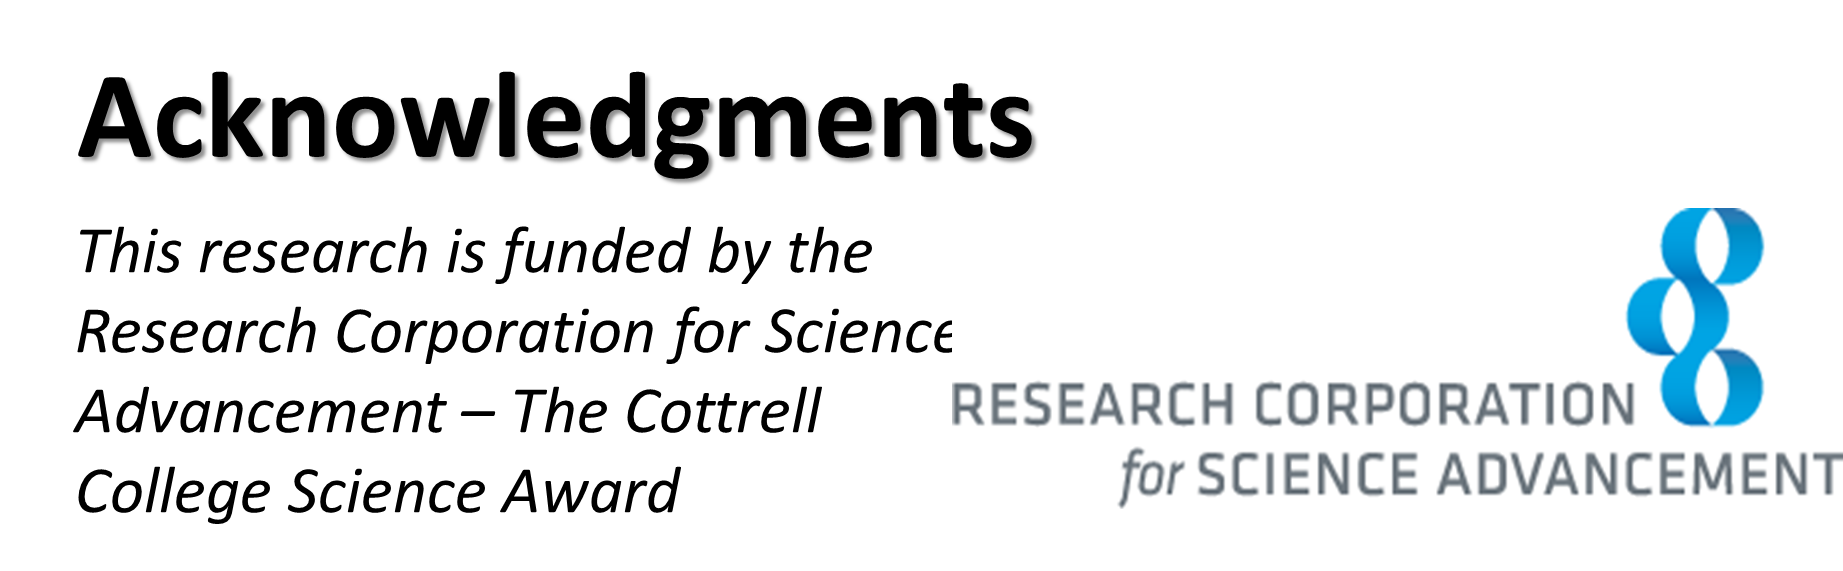 Acknowledgments
This research is funded by the
Research Corporation for Science
Advancement – The Cottrell
College Science Award
RESEARCH CORPORATION
for SCIENCE ADVANCEMENT